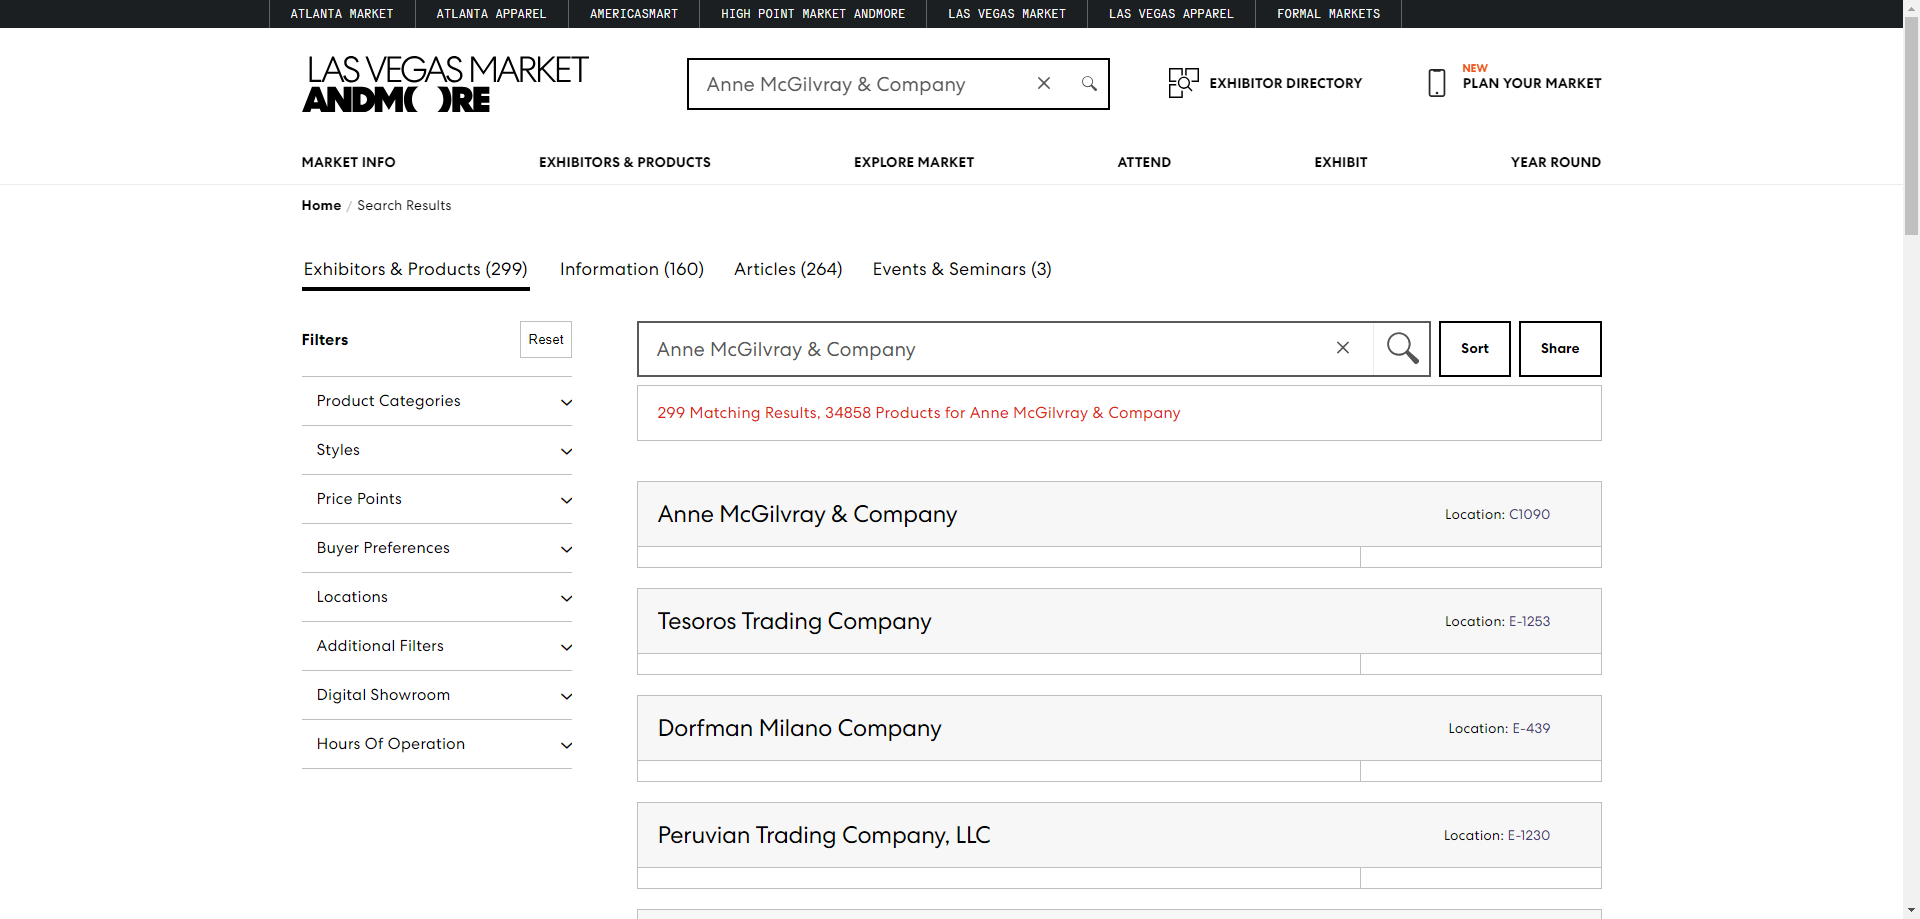 ATLANTA MARKET
ATLANTA APPAREL
AMERICASMART
HIGH POINT MARKET ANDMORE
LAS VEGAS MARKET
LAS VEGAS APPAREL
FORMAL MARKETS
LAS VEGAS MARKET
ANDMORE
Anne McGilvray & Company
EXHIBITOR DIRECTORY
NEW
PLAN YOUR MARKET
MARKET INFO
EXHIBITORS & PRODUCTS
EXPLORE MARKET
ATTEND
EXHIBIT
YEAR ROUND
Home / Search Results
Exhibitors & Products (299)
Information (160)
Articles (264)
Events & Seminars (3)
Filters
Reset
Product Categories
Styles
Price Points
Buyer Preferences
Locations
Additional Filters
Digital Showroom
Hours Of Operation
Anne McGilvray & Company
Sort
Share
299 Matching Results, 34858 Products for Anne McGilvray & Company
Anne McGilvray & Company
Location: C1090
Tesoros Trading Company
Location: E-1253
Dorfman Milano Company
Location: E-439
Peruvian Trading Company, LLC
Location: E-1230